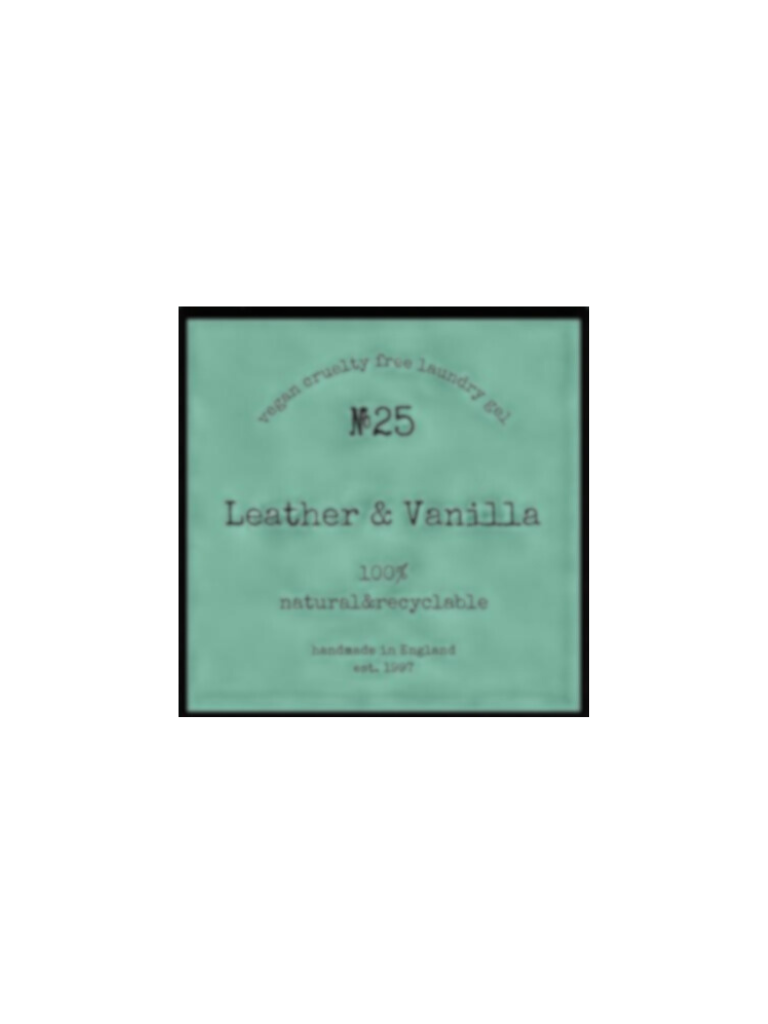 vegan cruelty free laundry gel
№25
Leather & Vanilla
100%
natural&recyclable
handmade in England
est. 1997